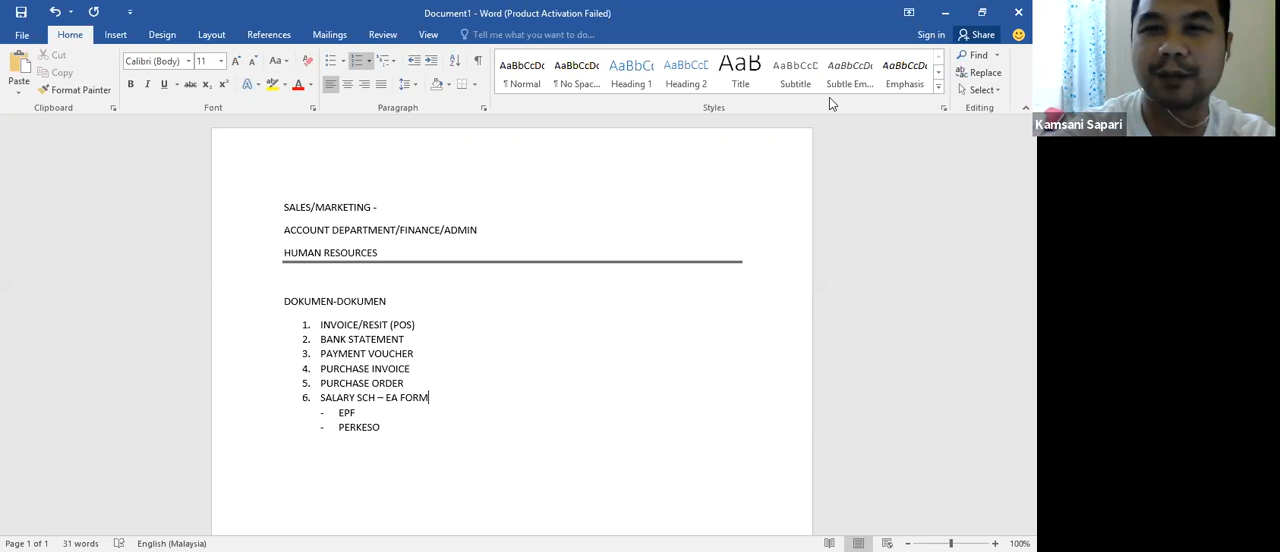 Document1 - Word (Product Activation Failed)
File Home Insert Design Layout References Mailings Review View Tell me what you want to do... Sign in Share
Paste
Cut
Copy
Format Painter
Clipboard
Calibri (Body) 11
Font
Paragraph
AaBbCcDc ¶ Normal
AaBbCcDc ¶ No Spac...
AaBbCc Heading 1
AaBbCcD Heading 2
AaB Title
AaBbCcD Subtitle
AaBbCcDc Subtle Em...
AaBbCcDc Emphasis
Styles
Find
Replace
Select
Editing
Kamsani Sapari
SALES/MARKETING -
ACCOUNT DEPARTMENT/FINANCE/ADMIN
HUMAN RESOURCES
DOKUMEN-DOKUMEN
1. INVOICE/RESIT (POS)
2. BANK STATEMENT
3. PAYMENT VOUCHER
4. PURCHASE INVOICE
5. PURCHASE ORDER
6. SALARY SCH – EA FORM
- EPF
- PERKESO
Page 1 of 1 31 words English (Malaysia) 100%